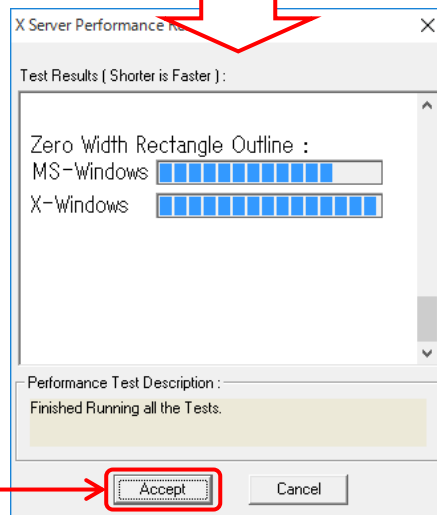 X Server Performance
Test Results ( Shorter is Faster ) :
Zero Width Rectangle Outline :
MS-Windows
X-Windows
Performance Test Description :
Finished Running all the Tests.
Accept
Cancel